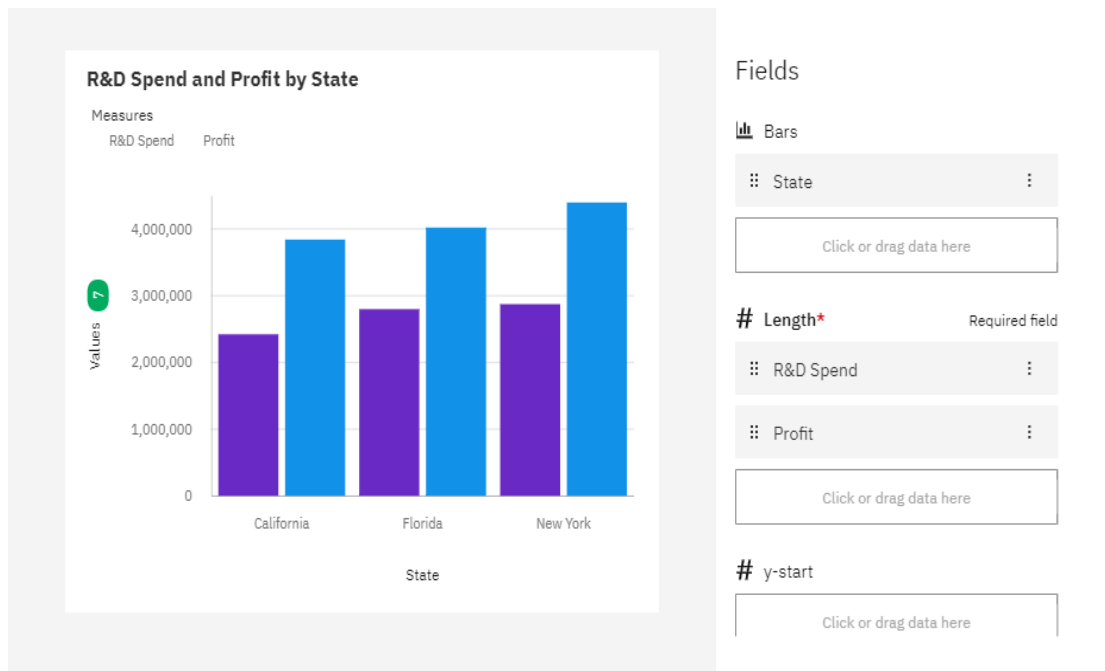 R&D Spend and Profit by State
Measures
R&D Spend Profit
4,000,000
3,000,000
2,000,000
1,000,000
0
Values 7
California Florida New York
State
Fields
Bars
State
Click or drag data here
# Length* Required field
R&D Spend
Profit
Click or drag data here
# y-start
Click or drag data here